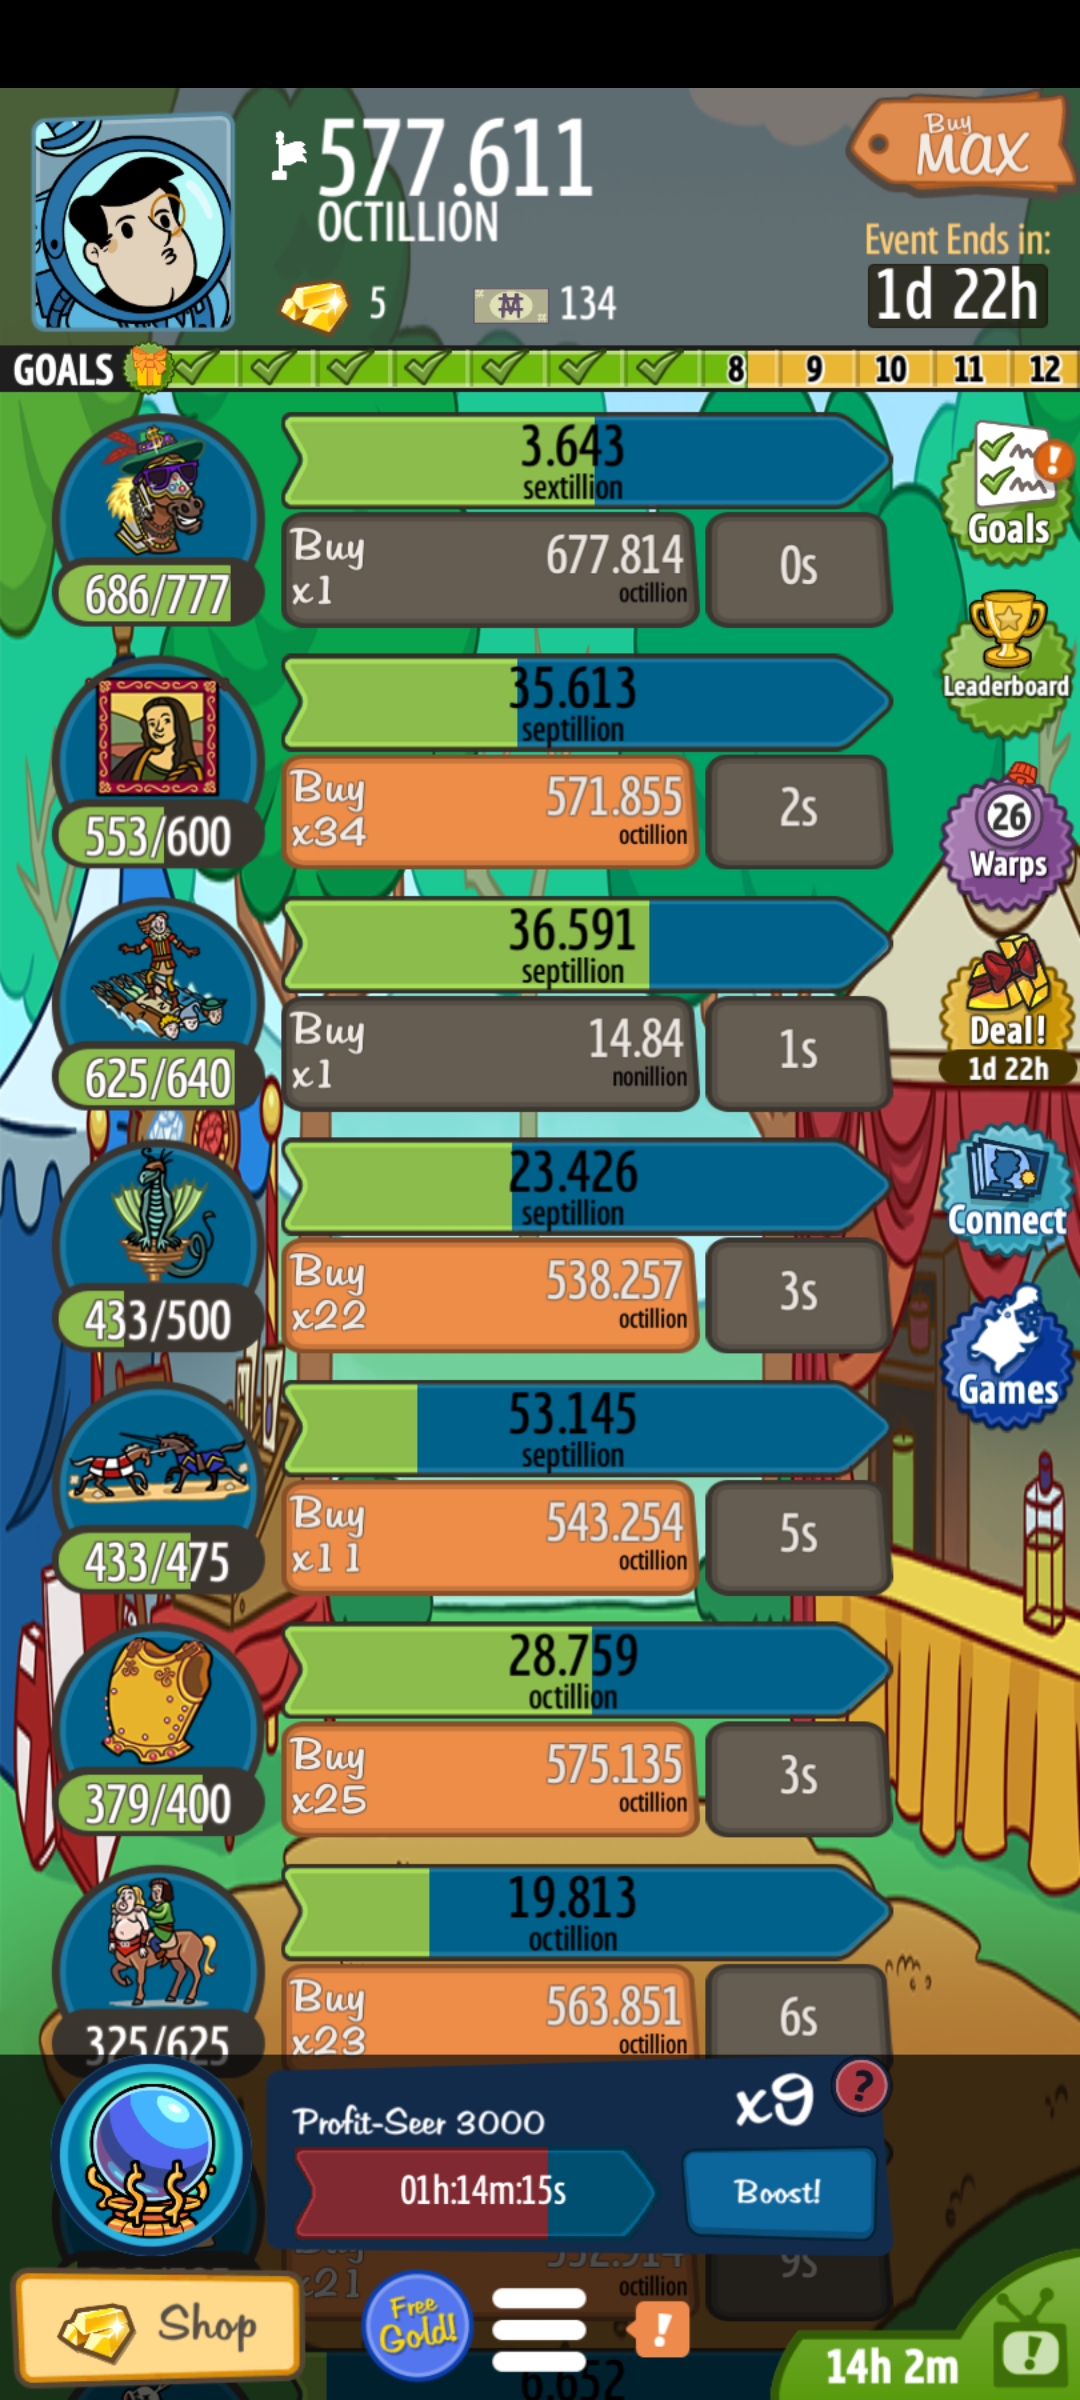 577.611
OCTILLION
Buy
MAX
5
134
Event Ends in:
1d 22h
GOALS
8 9 10 11 12
3.643
sextillion
Buy
x1
677.814
octillion
0s
686/777
Goals
35.613
septillion
Buy
x34
571.855
octillion
2s
553/600
Leaderboard
36.591
septillion
Buy
x1
14.84
nonillion
1s
625/640
26
Warps
Deal!
1d 22h
23.426
septillion
Buy
x22
538.257
octillion
3s
433/500
Connect
53.145
septillion
Buy
x11
543.254
octillion
5s
433/475
Games
28.759
octillion
Buy
x25
575.135
octillion
3s
379/400
19.813
octillion
Buy
x23
563.851
octillion
6s
325/625
Profit-Seer 3000
x9
?
01h:14m:15s
Boost!
x21
octillion
9s
Shop
Free
Gold!
!
14h 2m
6.652